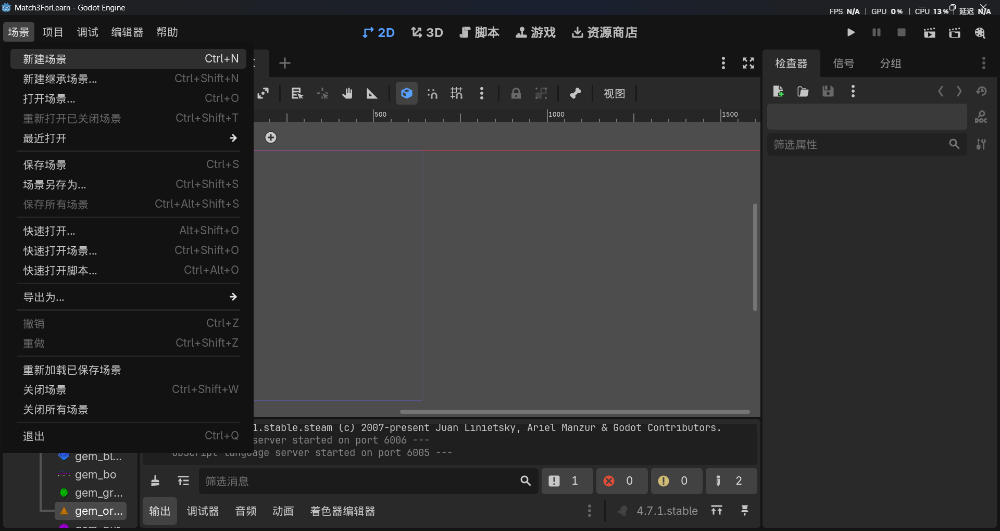 Match3ForLearn - Godot Engine
FPS N/A | GPU 0% | CPU 13% | 延迟 N/A
场景 项目 调试 编辑器 帮助
2D 3D 脚本 游戏 资源商店
新建场景 Ctrl+N
新建继承场景... Ctrl+Shift+N
打开场景... Ctrl+O
重新打开已关闭场景 Ctrl+Shift+T
最近打开
保存场景 Ctrl+S
场景另存为... Ctrl+Shift+S
保存所有场景 Ctrl+Alt+Shift+S
快速打开... Alt+Shift+O
快速打开场景... Ctrl+Shift+O
快速打开脚本... Ctrl+Alt+O
导出为...
撤销 Ctrl+Z
重做 Ctrl+Shift+Z
重新加载已保存场景
关闭场景 Ctrl+Shift+W
关闭所有场景
退出 Ctrl+Q
视图
500 1000 1500
检查器 信号 分组
DOC
筛选属性
1.stable.steam (c) 2007-present Juan Linietsky, Ariel Manzur & Godot Contributors.
server started on port 6006 ---
GDScript language server started on port 6005 ---
gem_bl...
gem_bo
gem_gr...
gem_or...
筛选消息 1 0 0 2
输出 调试器 音频 动画 着色器编辑器 4.7.1.stable